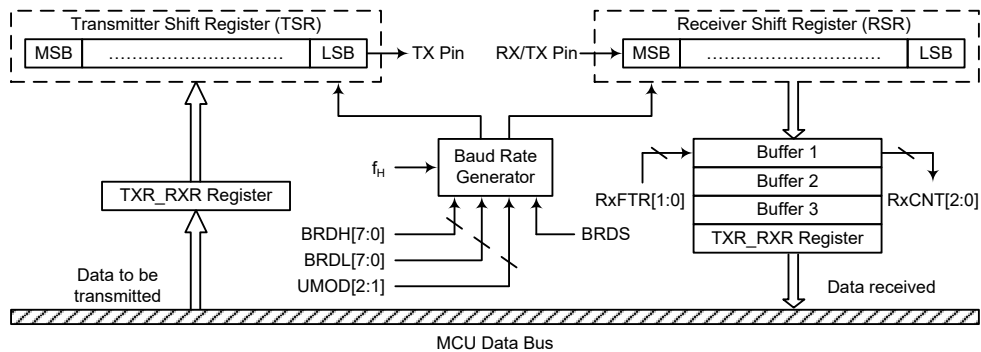 Transmitter Shift Register (TSR)
MSB ................................ LSB
TX Pin
RX/TX Pin
Receiver Shift Register (RSR)
MSB ................................ LSB
fH
Baud Rate
Generator
Buffer 1
Buffer 2
Buffer 3
TXR_RXR Register
RxFTR[1:0]
RxCNT[2:0]
TXR_RXR Register
BRDH[7:0]
BRDL[7:0]
UMOD[2:1]
BRDS
Data to be
transmitted
Data received
MCU Data Bus